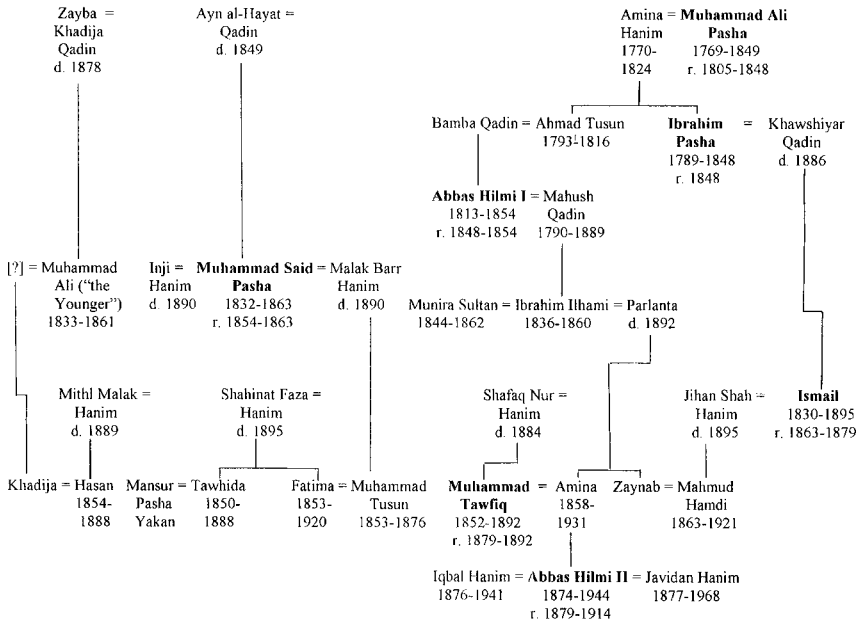 Zayba =
Khadija
Qadin
d. 1878
Ayn al-Hayat =
Qadin
d. 1849
Amina = Muhammad Ali
Hanim Pasha
1770- 1769-1849
1824 r. 1805-1848
Bamba Qadin = Ahmad Tusun
1793-1816
Ibrahim = Khawshiyar
Pasha Qadin
1789-1848 d. 1886
r. 1848
Abbas Hilmi I = Mahush
1813-1854 Qadin
r. 1848-1854 1790-1889
[?] = Muhammad
Ali ("the
Younger")
1833-1861
Inji = Muhammad Said = Malak Barr
Hanim Pasha Hanim
d. 1890 1832-1863 d. 1890
r. 1854-1863
Munira Sultan = Ibrahim Ilhami = Parlanta
1844-1862 1836-1860 d. 1892
Mithl Malak =
Hanim
d. 1889
Shahinat Faza =
Hanim
d. 1895
Shafaq Nur =
Hanim
d. 1884
Jihan Shah = Ismail
Hanim 1830-1895
d. 1895 r. 1863-1879
Khadija = Hasan
1854-
1888
Mansur = Tawhida
Pasha 1850-
Yakan 1888
Fatima = Muhammad
1853- Tusun
1920 1853-1876
Muhammad = Amina
Tawfiq 1858-
1852-1892 1931
r. 1879-1892
Zaynab = Mahmud
Hamdi
1863-1921
Iqbal Hanim = Abbas Hilmi II = Javidan Hanim
1876-1941 1874-1944 1877-1968
r. 1879-1914